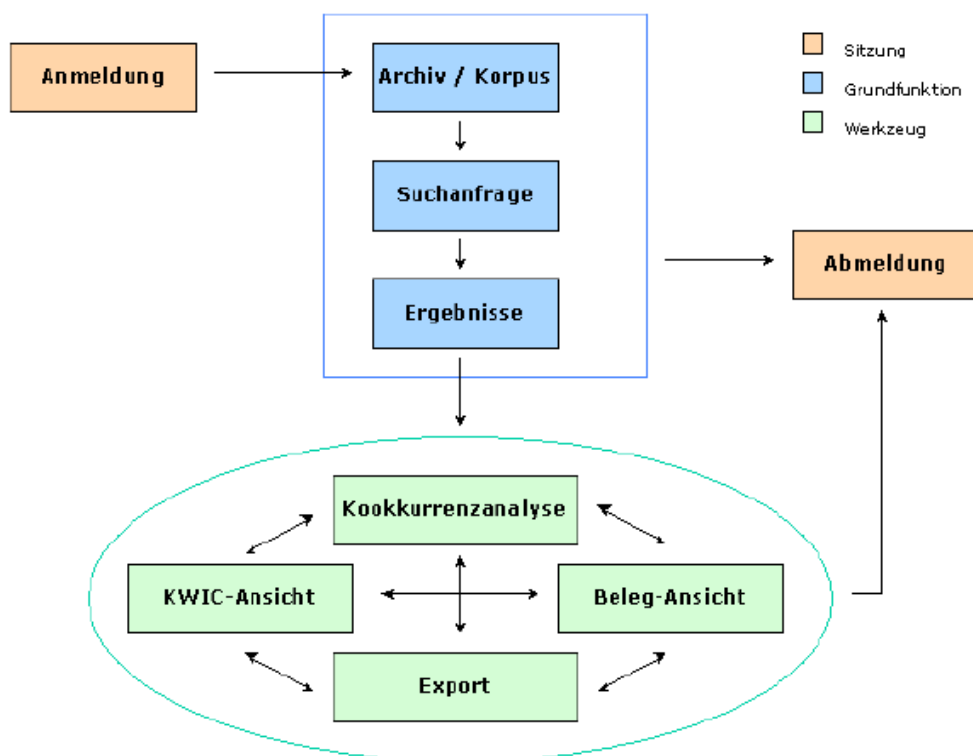 Anmeldung
Archiv / Korpus
Suchanfrage
Ergebnisse
Sitzung
Grundfunktion
Werkzeug
Abmeldung
Kookkurrenzanalyse
KWIC-Ansicht
Beleg-Ansicht
Export